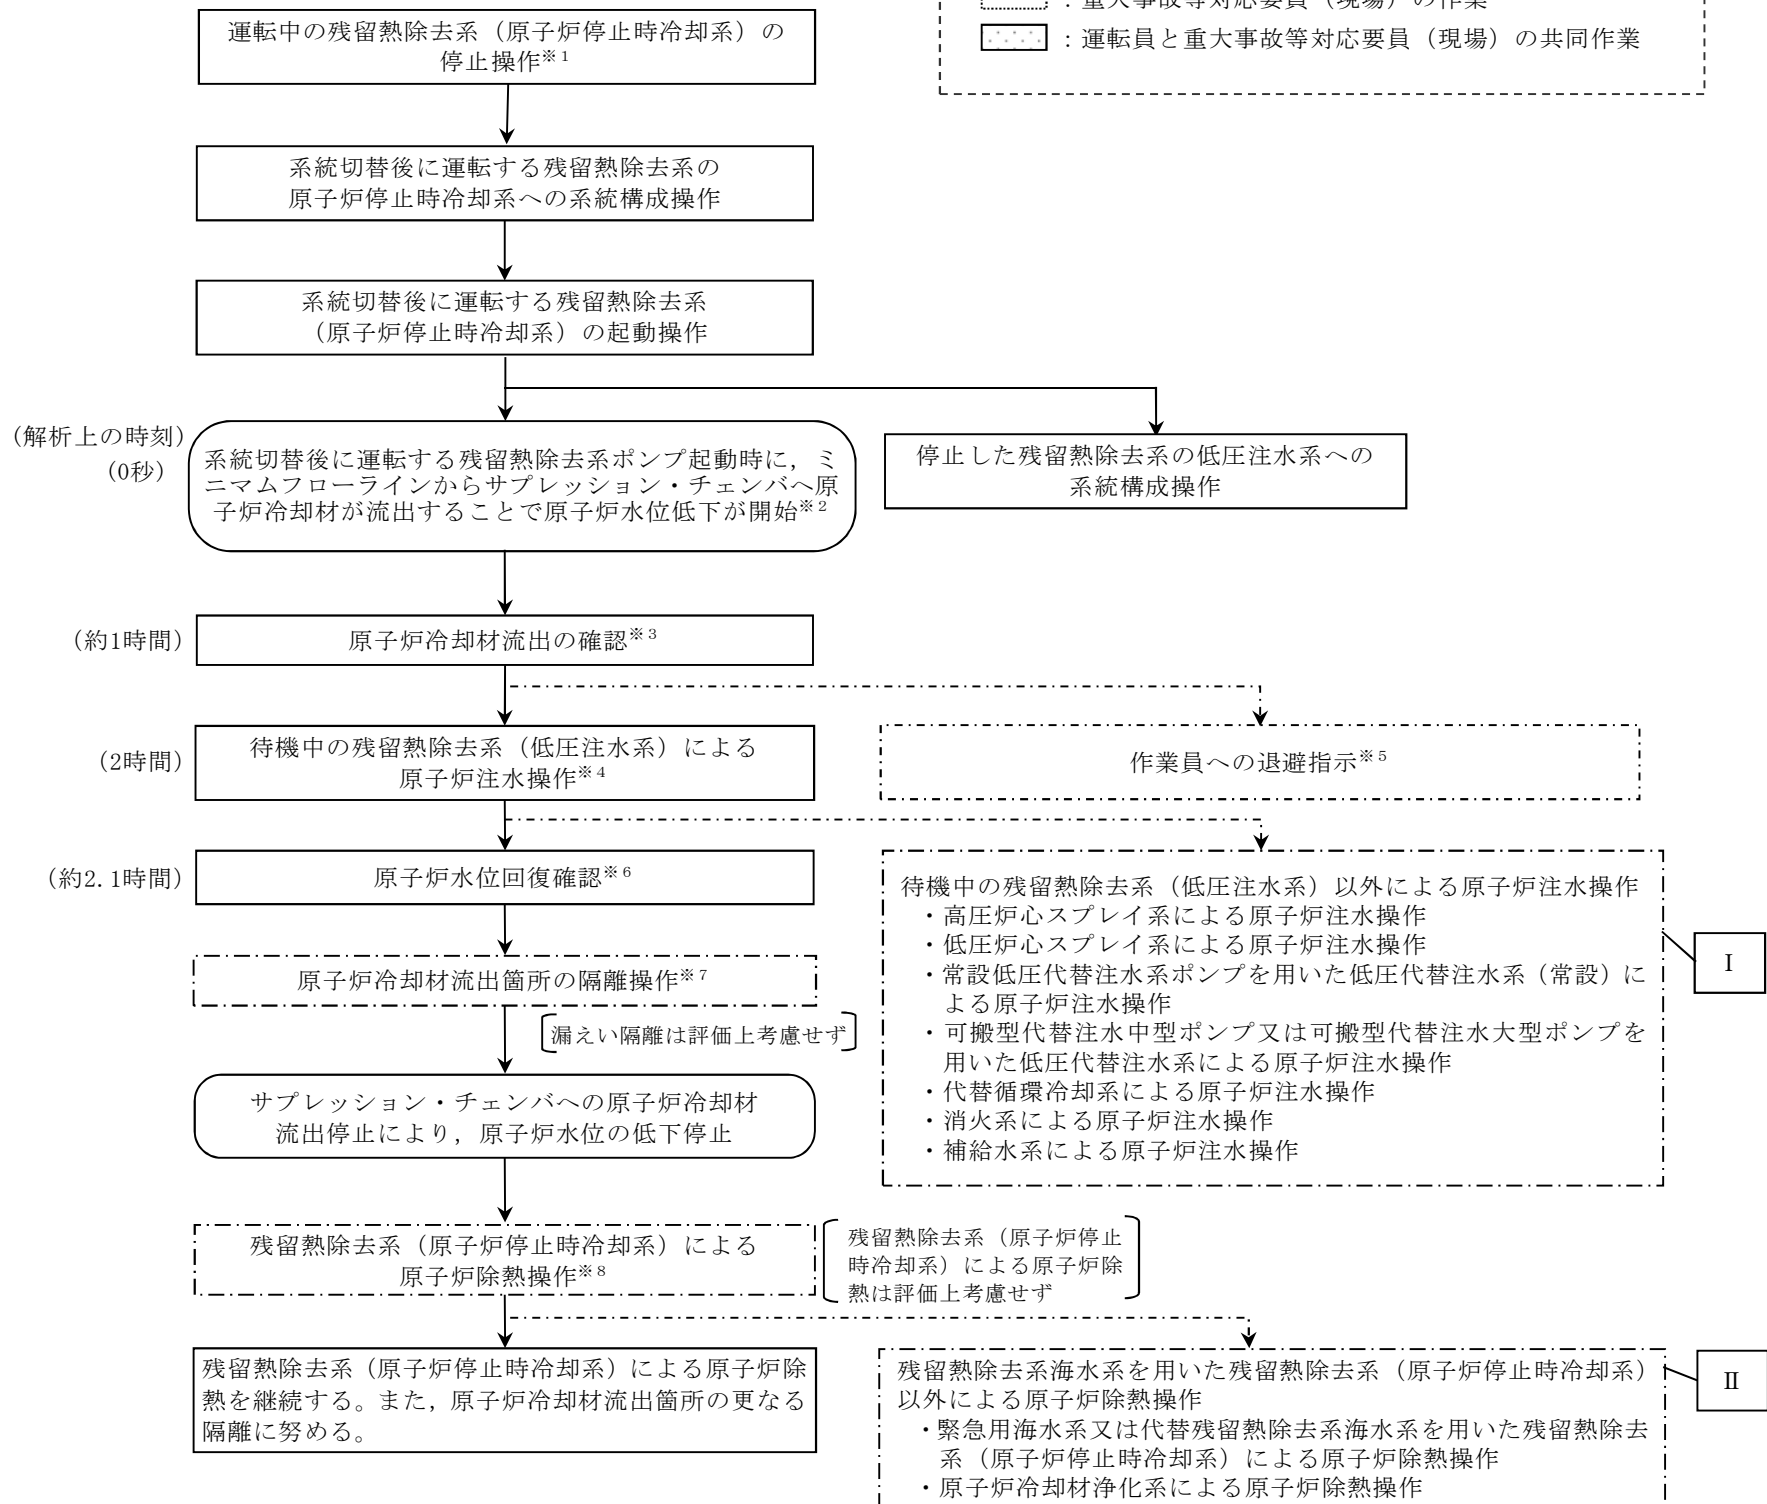 ：重大事故等対応要員（現場）の作業
：運転員と重大事故等対応要員（現場）の共同作業
運転中の残留熱除去系（原子炉停止時冷却系）の
停止操作※１
系統切替後に運転する残留熱除去系の
原子炉停止時冷却系への系統構成操作
系統切替後に運転する残留熱除去系
（原子炉停止時冷却系）の起動操作
（解析上の時刻）
（0秒）
系統切替後に運転する残留熱除去系ポンプ起動時に，ミ
ニマムフローラインからサプレッション・チェンバへ原
子炉冷却材が流出することで原子炉水位低下が開始※２
停止した残留熱除去系の低圧注水系への
系統構成操作
（約1時間）
原子炉冷却材流出の確認※３
（2時間）
待機中の残留熱除去系（低圧注水系）による
原子炉注水操作※４
作業員への退避指示※５
（約2.1時間）
原子炉水位回復確認※６
待機中の残留熱除去系（低圧注水系）以外による原子炉注水操作
・高圧炉心スプレイ系による原子炉注水操作
・低圧炉心スプレイ系による原子炉注水操作
・常設低圧代替注水系ポンプを用いた低圧代替注水系（常設）に
よる原子炉注水操作
・可搬型代替注水中型ポンプ又は可搬型代替注水大型ポンプを
用いた低圧代替注水系による原子炉注水操作
・代替循環冷却系による原子炉注水操作
・消火系による原子炉注水操作
・補給水系による原子炉注水操作
Ⅰ
原子炉冷却材流出箇所の隔離操作※７
漏えい隔離は評価上考慮せず
サプレッション・チェンバへの原子炉冷却材
流出停止により，原子炉水位の低下停止
残留熱除去系（原子炉停止時冷却系）による
原子炉除熱操作※８
残留熱除去系（原子炉停止
時冷却系）による原子炉除
熱は評価上考慮せず
残留熱除去系（原子炉停止時冷却系）による原子炉除
熱を継続する。また，原子炉冷却材流出箇所の更なる
隔離に努める。
残留熱除去系海水系を用いた残留熱除去系（原子炉停止時冷却系）
以外による原子炉除熱操作
・緊急用海水系又は代替残留熱除去系海水系を用いた残留熱除去
系（原子炉停止時冷却系）による原子炉除熱操作
・原子炉冷却材浄化系による原子炉除熱操作
Ⅱ